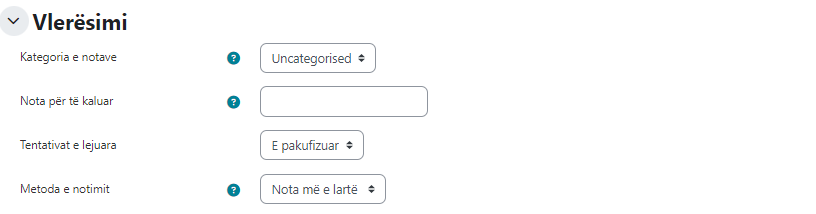 Vlerësimi
Kategoria e notave ? Uncategorised
Nota për të kaluar ?
Tentativat e lejuara E pakufizuar
Metoda e notimit ? Nota më e lartë